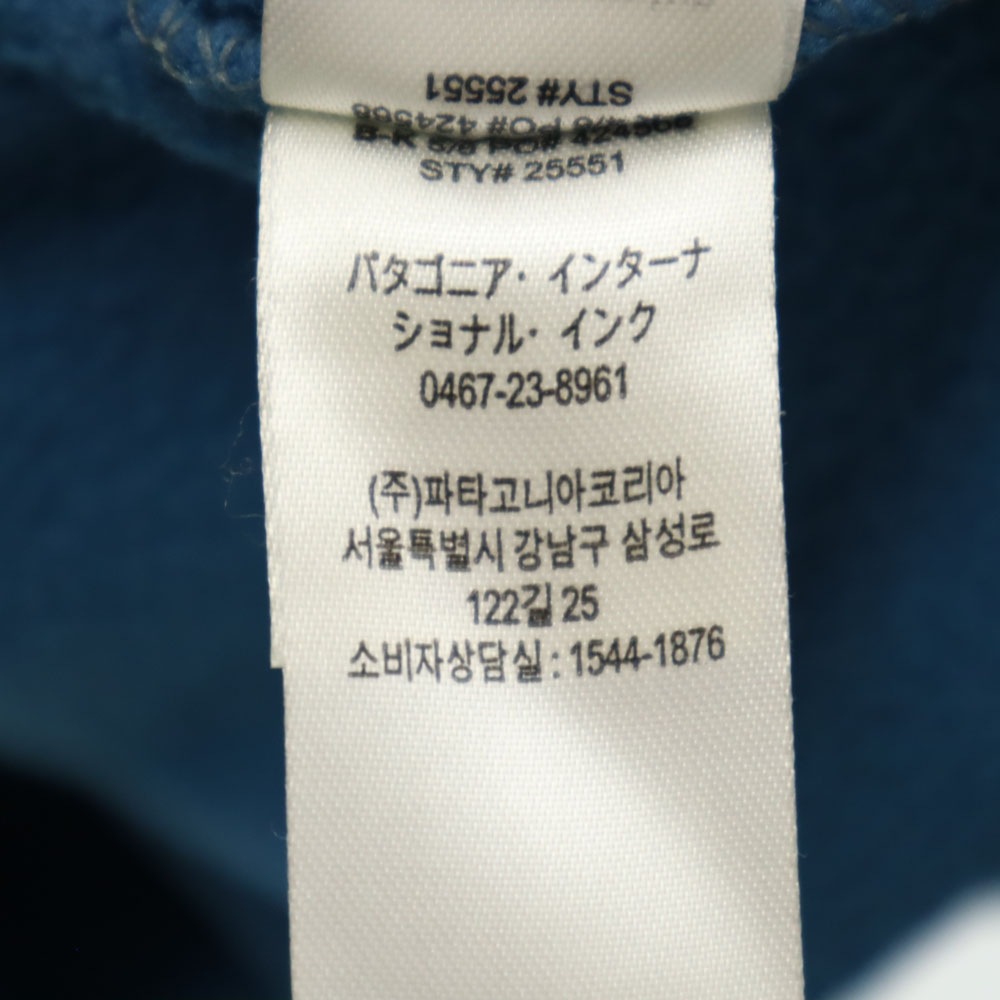 STY# 25551
STY# 25551
パタゴニア・インターナ
ショナル・インク
0467-23-8961
(주)파타고니아코리아
서울특별시 강남구 삼성로
122길 25
소비자상담실 : 1544-1876